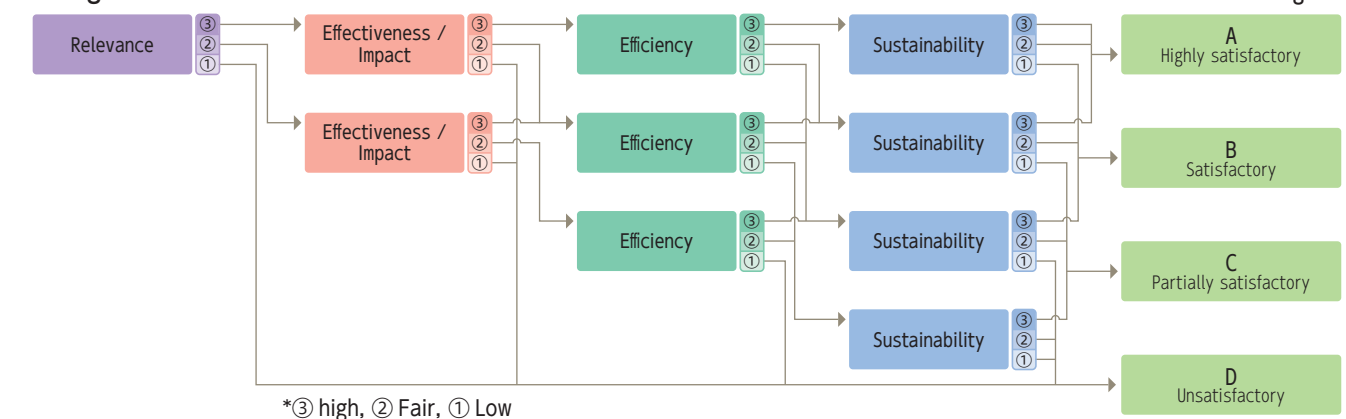 Relevance
③
②
①
Effectiveness /
Impact
③
②
①
Effectiveness /
Impact
③
②
①
Efficiency
③
②
①
Efficiency
③
②
①
Efficiency
③
②
①
Sustainability
③
②
①
Sustainability
③
②
①
Sustainability
③
②
①
Sustainability
③
②
①
A
Highly satisfactory
B
Satisfactory
C
Partially satisfactory
D
Unsatisfactory
*③ high, ② Fair, ① Low